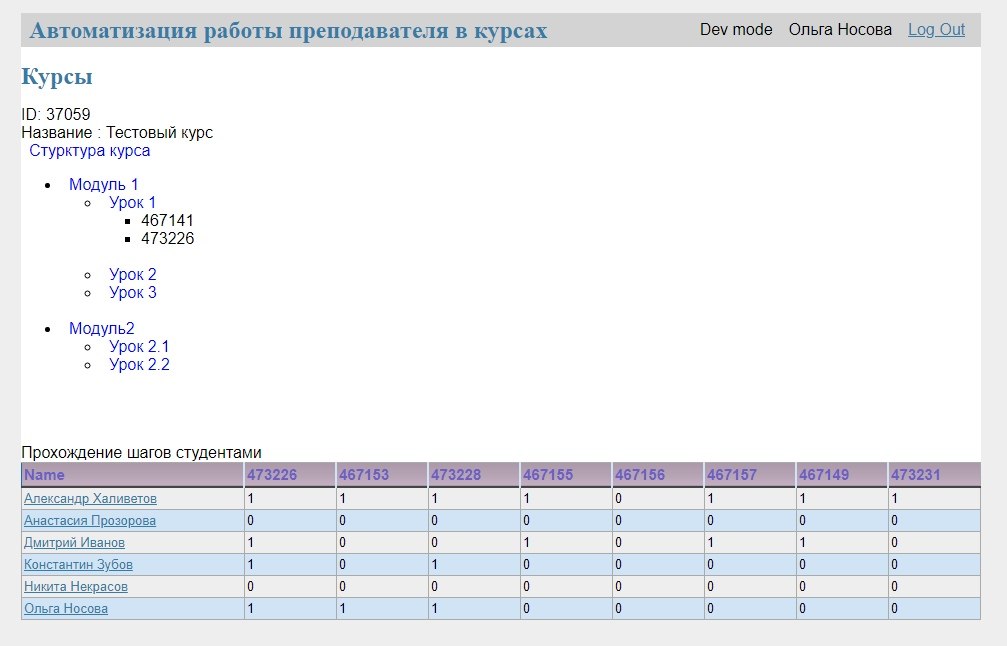 Автоматизация работы преподавателя в курсах Dev mode Ольга Носова Log Out
Курсы
ID: 37059
Название : Тестовый курс
Стурктура курса
Модуль 1
Урок 1
467141
473226
Урок 2
Урок 3
Модуль2
Урок 2.1
Урок 2.2
Прохождение шагов студентами
Name 473226 467153 473228 467155 467156 467157 467149 473231
Александр Халиветов 1 1 1 1 0 1 1 1
Анастасия Прозорова 0 0 0 0 0 0 0 0
Дмитрий Иванов 1 0 0 1 0 1 1 0
Константин Зубов 1 0 1 0 0 0 0 0
Никита Некрасов 0 0 0 0 0 0 0 0
Ольга Носова 1 1 1 0 0 0 0 0